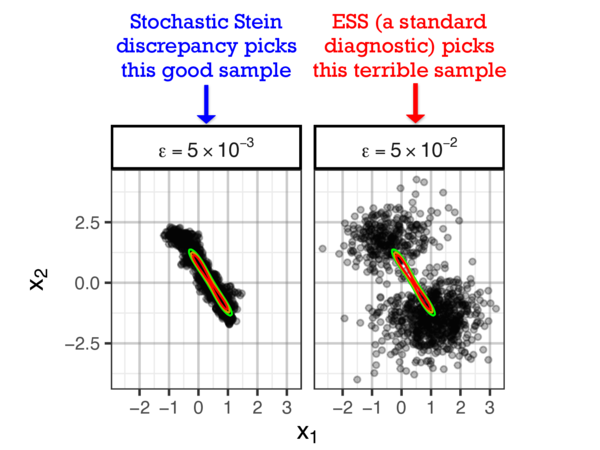 Stochastic Stein
discrepancy picks
this good sample
ESS (a standard
diagnostic) picks
this terrible sample
ε = 5 × 10⁻³
ε = 5 × 10⁻²
x₂
2.5
0.0
−2.5
−2 −1 0 1 2 3
−2 −1 0 1 2 3
x₁